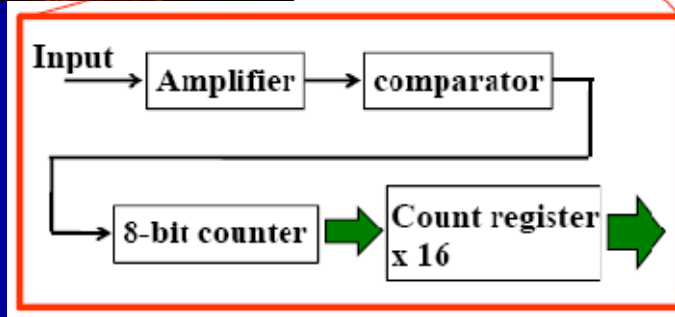 Input
Amplifier
comparator
8-bit counter
Count register
x 16